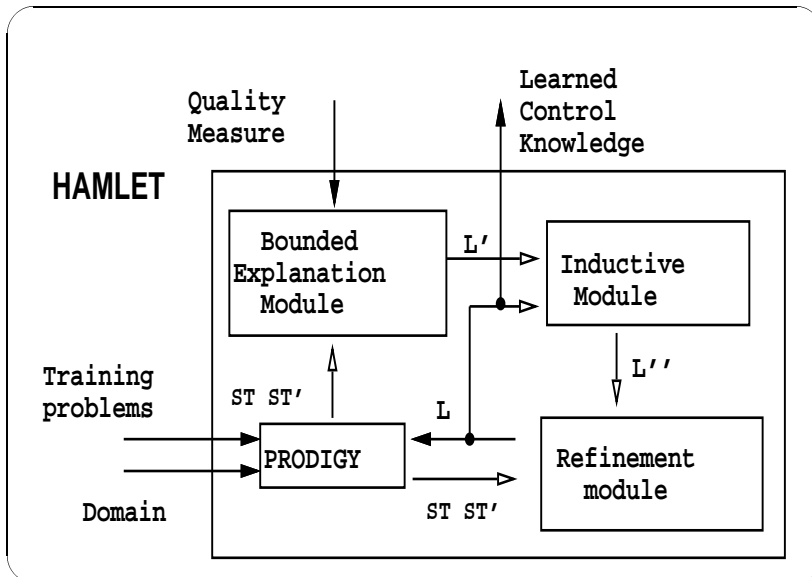 Quality
Measure
Learned
Control
Knowledge
HAMLET
Bounded
Explanation
Module
L'
Inductive
Module
L''
Training
problems
ST ST'
L
PRODIGY
Refinement
module
ST ST'
Domain